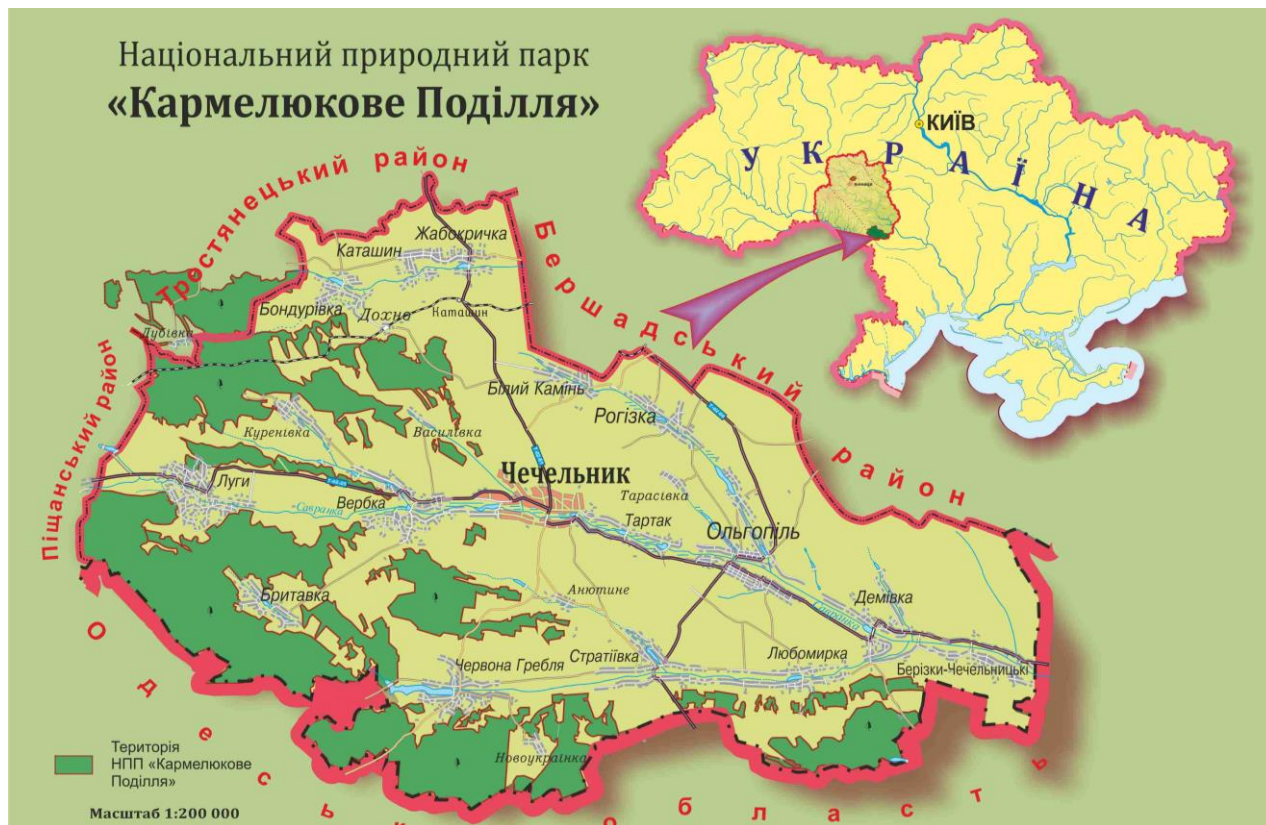 Національний природний парк
«Кармелюкове Поділля»
КИЇВ
УКРАЇНА
Тростянецький район
Бершадський район
Піщанський район
Жабокричка
Каташин
Бондурівка
Дохно
Каташин
Дубівка
Білий Камінь
Рогізка
Куренівка
Василівка
Чечельник
Луги
Савранка
Вербка
Тарасівка
Тартак
Ольгопіль
Бритавка
Анютине
Демівка
Савранка
Стратіївка
Любомирка
Червона Гребля
Берізки-Чечельницькі
Новоукраїнка
Територія
НПП «Кармелюкове
Поділля»
Масштаб 1:200 000
область